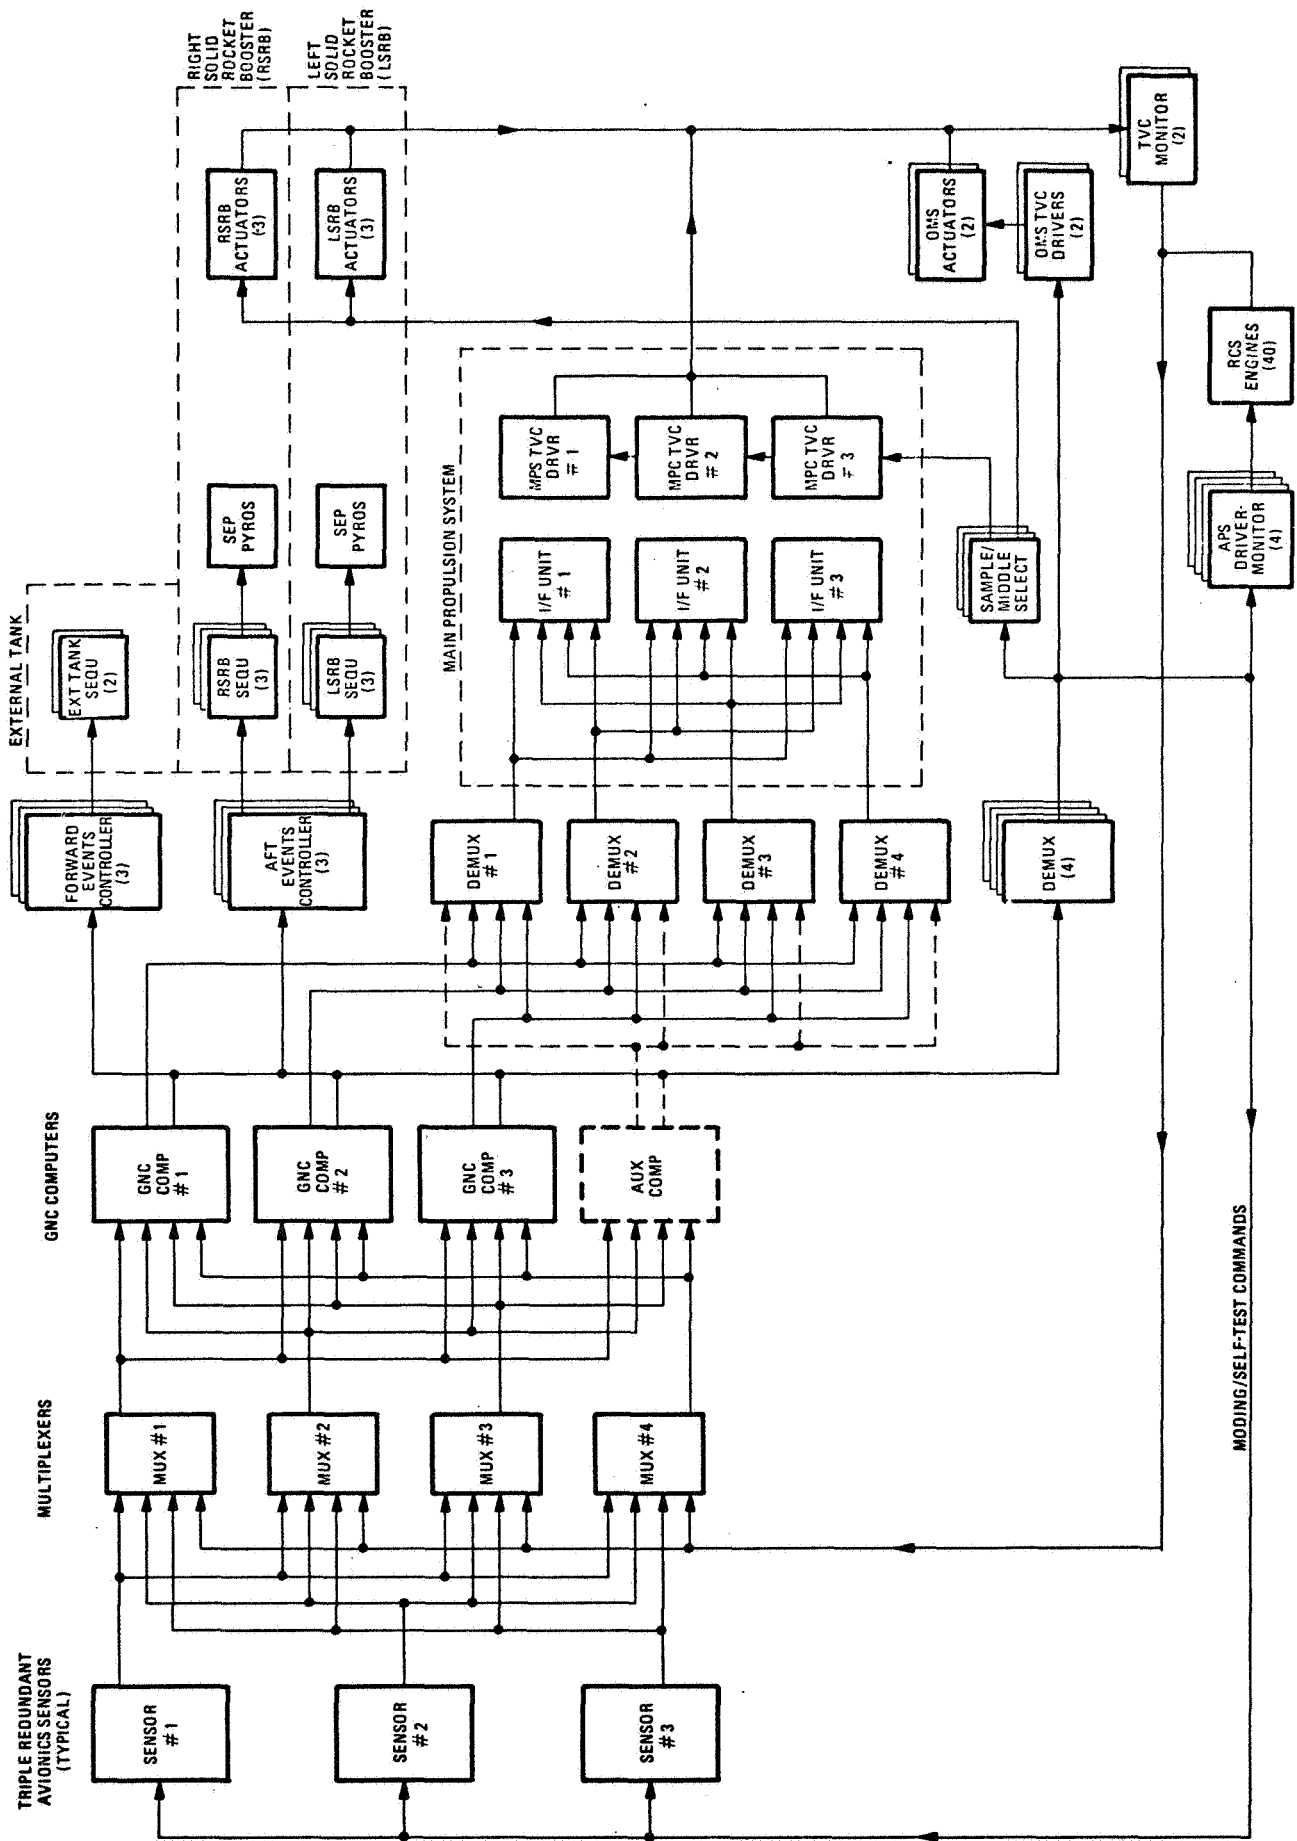 TRIPLE REDUNDANT
AVIONICS SENSORS
(TYPICAL)
SENSOR
#1
SENSOR
#2
SENSOR
#3
MULTIPLEXERS
MUX #1
MUX #2
MUX #3
MUX #4
GNC COMPUTERS
GNC
COMP
#1
GNC
COMP
#2
GNC
COMP
#3
AUX
COMP
FORWARD
EVENTS
CONTROLLER
(3)
AFT
EVENTS
CONTROLLER
(3)
DEMUX
#1
DEMUX
#2
DEMUX
#3
DEMUX
#4
DEMUX
(4)
EXTERNAL TANK
EXT TANK
SEQU
(2)
RSRB
SEQU
(3)
LSRB
SEQU
(3)
SEP
PYROS
SEP
PYROS
MAIN PROPULSION SYSTEM
I/F UNIT
#1
I/F UNIT
#2
I/F UNIT
#3
MPS TVC
DRVR
#1
MPC TVC
DRVR
#2
MPC TVC
DRVR
#3
SAMPLE/
MIDDLE
SELECT
APS
DRIVER-
MONITOR
(4)
RCS
ENGINES
(40)
RIGHT
SOLID
ROCKET
BOOSTER
(RSRB)
LEFT
SOLID
ROCKET
BOOSTER
(LSRB)
RSRB
ACTUATORS
(3)
LSRB
ACTUATORS
(3)
OMS
ACTUATORS
(2)
OMS TVC
DRIVERS
(2)
TVC
MONITOR
(2)
MODING/SELF-TEST COMMANDS